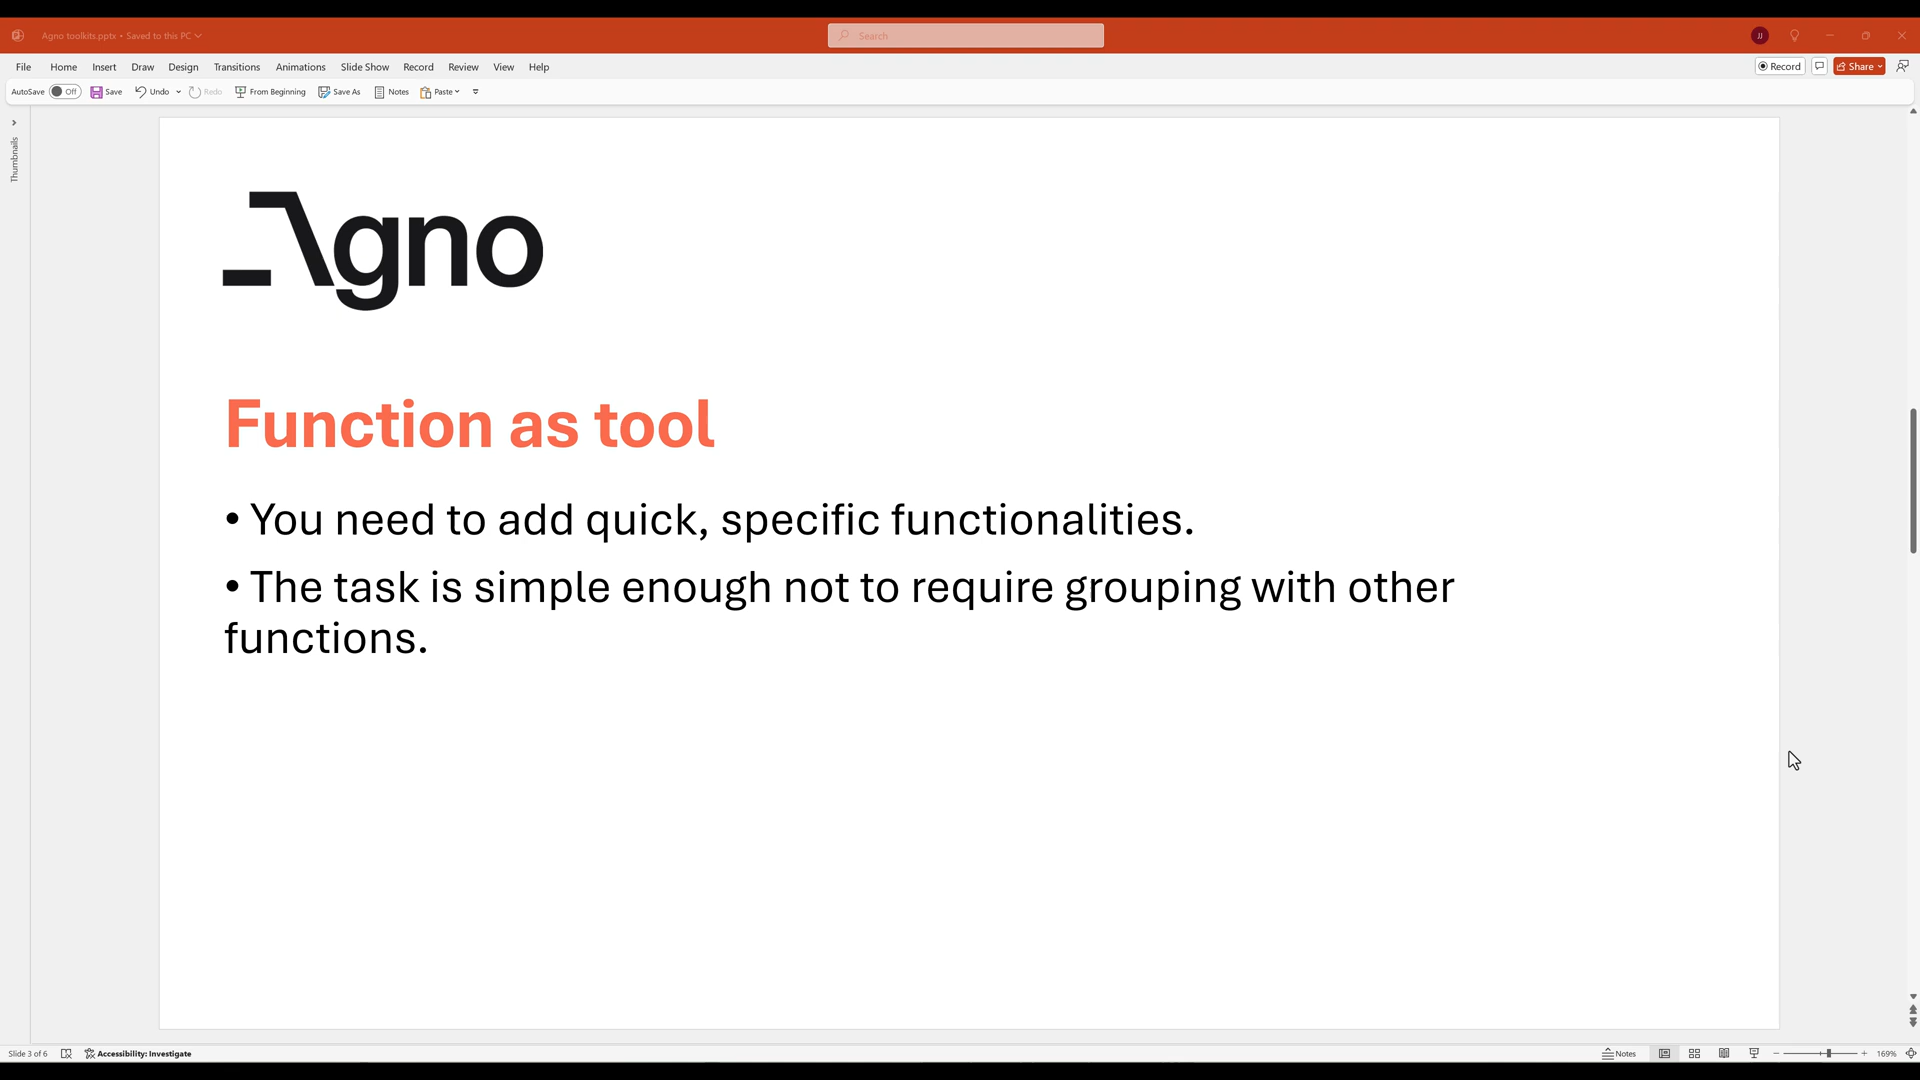 Agno toolkits.pptx • Saved to this PC
Search
JJ
File Home Insert Draw Design Transitions Animations Slide Show Record Review View Help
Record Share
AutoSave Off Save Undo Redo From Beginning Save As Notes Paste
Thumbnails
Agno
Function as tool
• You need to add quick, specific functionalities.
• The task is simple enough not to require grouping with other
functions.
Slide 3 of 6 Accessibility: Investigate Notes 169%